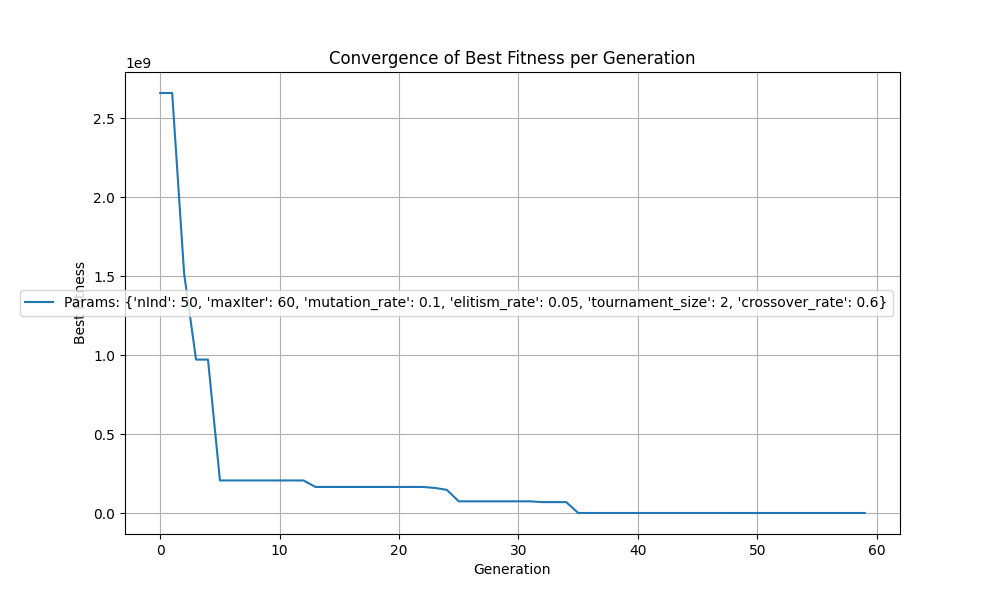 Convergence of Best Fitness per Generation
1e9
2.5
2.0
1.5
1.0
0.5
0.0
Best Fitness
Params: {'nInd': 50, 'maxIter': 60, 'mutation_rate': 0.1, 'elitism_rate': 0.05, 'tournament_size': 2, 'crossover_rate': 0.6}
0 10 20 30 40 50 60
Generation